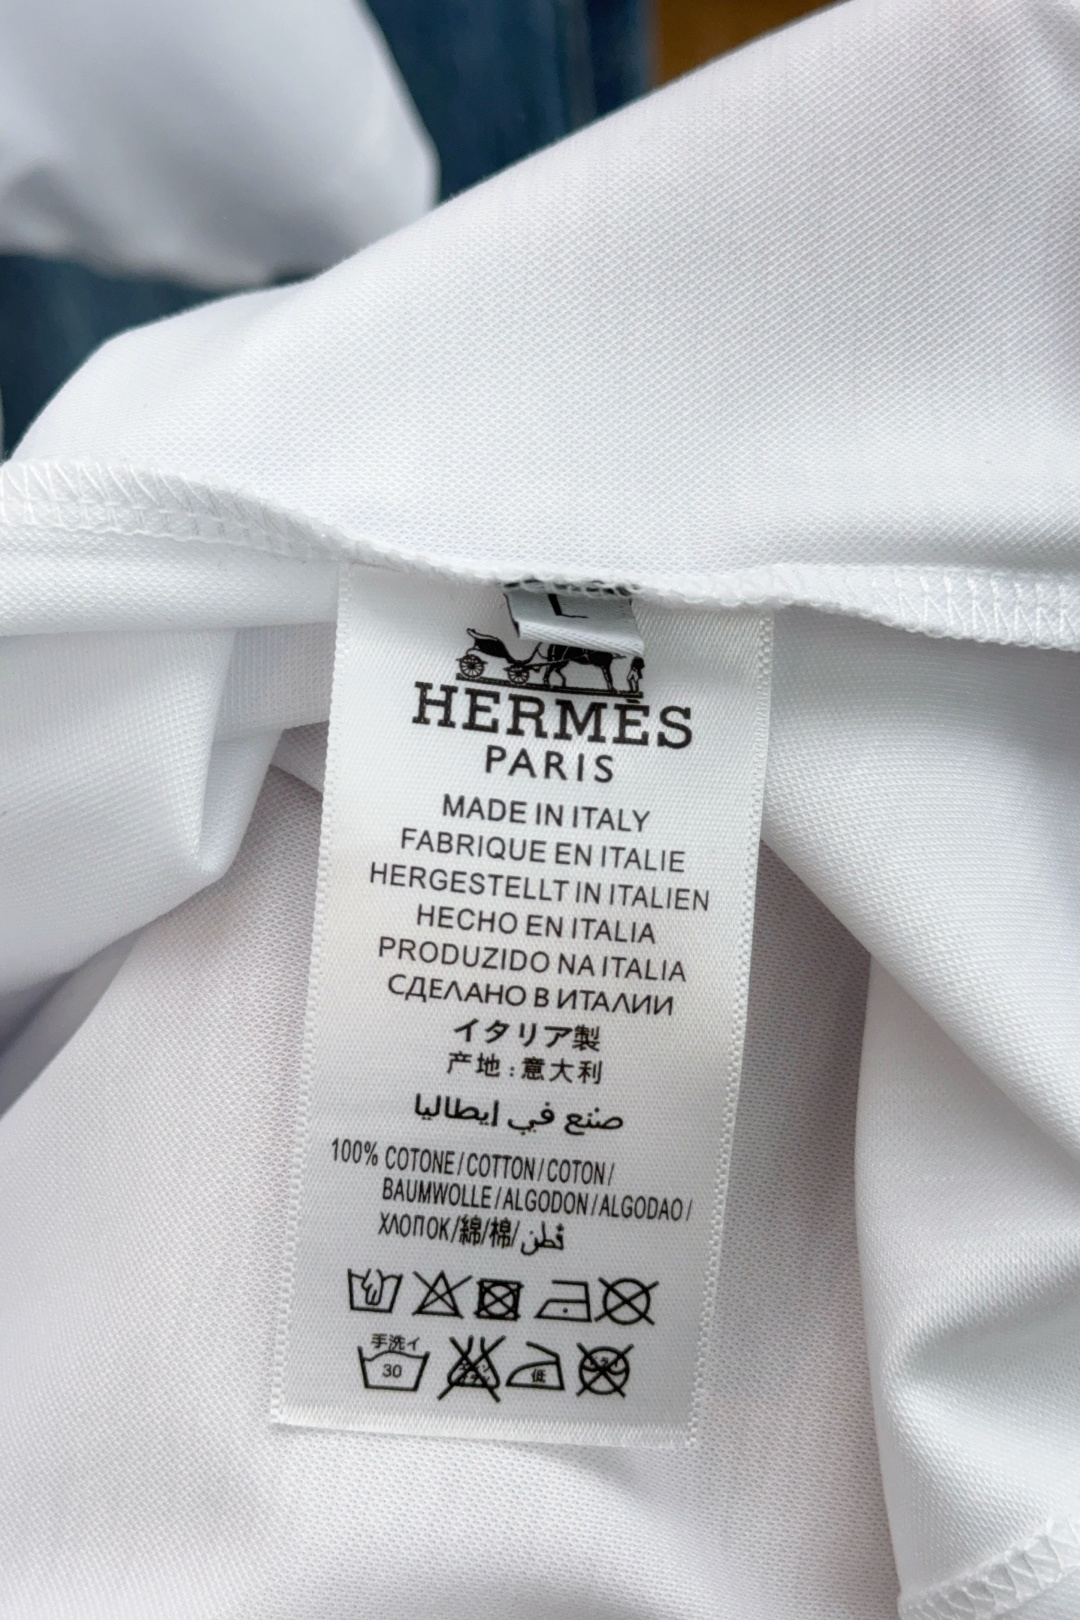 L
HERMÈS
PARIS
MADE IN ITALY
FABRIQUE EN ITALIE
HERGESTELLT IN ITALIEN
HECHO EN ITALIA
PRODUZIDO NA ITALIA
СДЕЛАНО В ИТАЛИИ
イタリア製
产地:意大利
صنع في إيطاليا
100% COTONE/COTTON/COTON/
BAUMWOLLE/ALGODON/ALGODAO/
ХЛОПОК/綿/棉/قطن
手洗イ
30
低